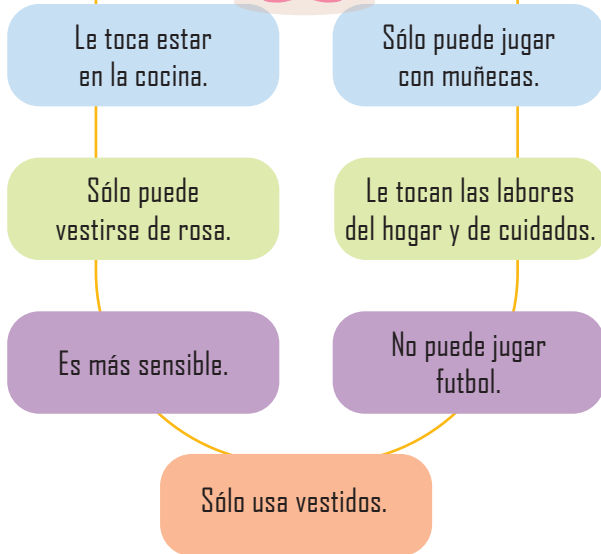 Le toca estar
en la cocina.
Sólo puede jugar
con muñecas.
Sólo puede
vestirse de rosa.
Le tocan las labores
del hogar y de cuidados.
Es más sensible.
No puede jugar
futbol.
Sólo usa vestidos.